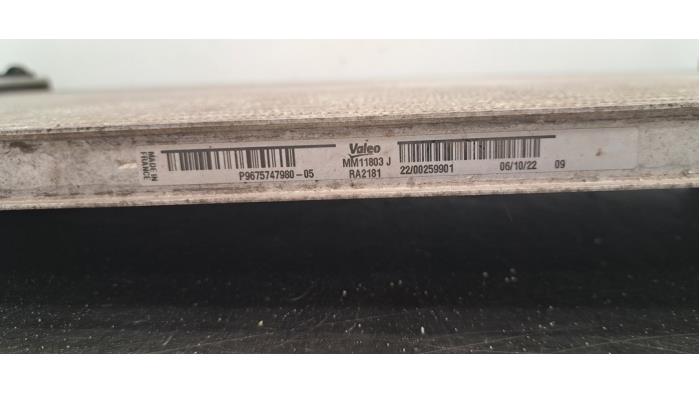 MADE IN
FRANCE
P9675747980-05
Valeo
MM11803 J
RA2181
22/00259901
06/10/22 09